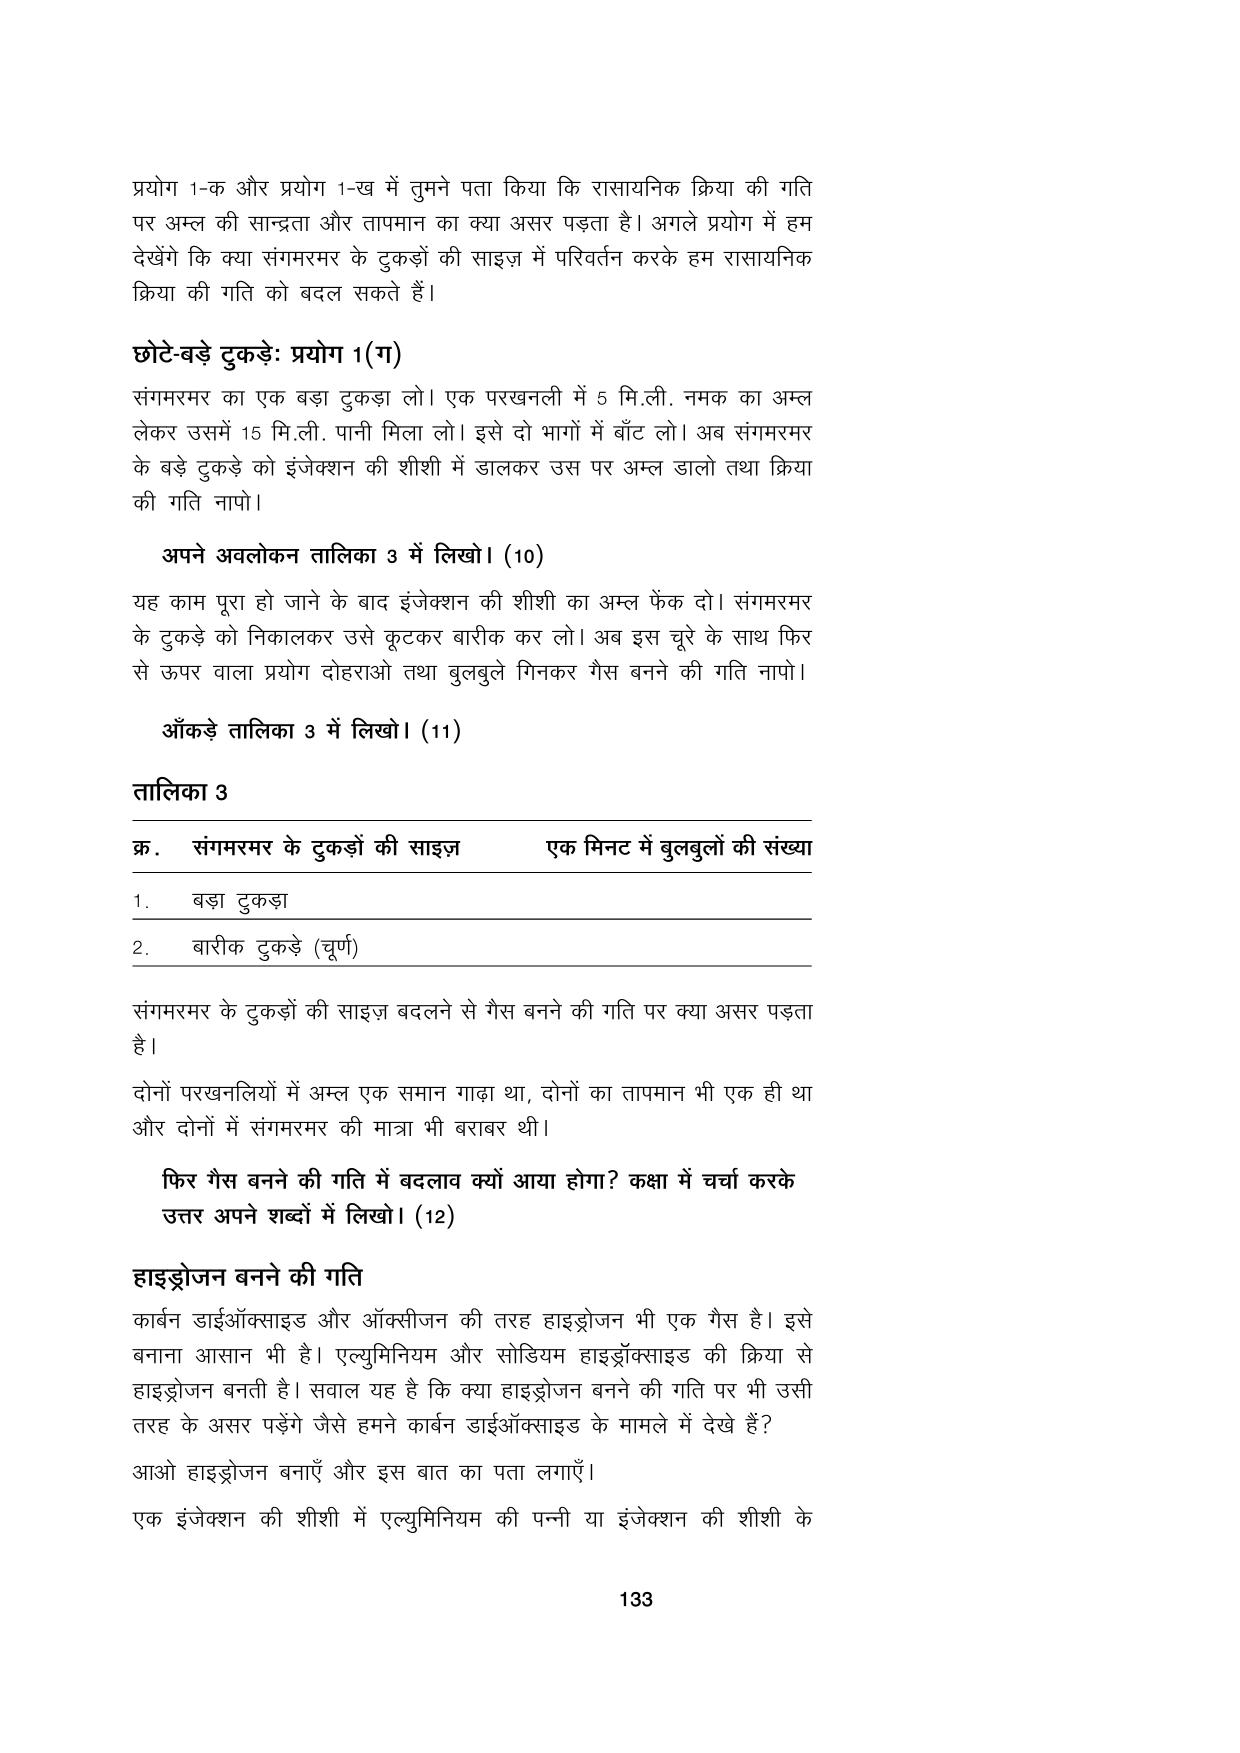 प्रयोग 1-क और प्रयोग 1-ख में तुमने पता किया कि रासायनिक क्रिया की गति
पर अम्ल की सान्द्रता और तापमान का क्या असर पड़ता है। अगले प्रयोग में हम
देखेंगे कि क्या संगमरमर के टुकड़ों की साइज़ में परिवर्तन करके हम रासायनिक
क्रिया की गति को बदल सकते हैं।
छोटे-बड़े टुकड़े: प्रयोग 1(ग)
संगमरमर का एक बड़ा टुकड़ा लो। एक परखनली में 5 मि.ली. नमक का अम्ल
लेकर उसमें 15 मि.ली. पानी मिला लो। इसे दो भागों में बाँट लो। अब संगमरमर
के बड़े टुकड़े को इंजेक्शन की शीशी में डालकर उस पर अम्ल डालो तथा क्रिया
की गति नापो।
अपने अवलोकन तालिका 3 में लिखो। (10)
यह काम पूरा हो जाने के बाद इंजेक्शन की शीशी का अम्ल फेंक दो। संगमरमर
के टुकड़े को निकालकर उसे कूटकर बारीक कर लो। अब इस चूरे के साथ फिर
से ऊपर वाला प्रयोग दोहराओ तथा बुलबुले गिनकर गैस बनने की गति नापो।
आँकड़े तालिका 3 में लिखो। (11)
तालिका 3
क्र. संगमरमर के टुकड़ों की साइज़ एक मिनट में बुलबुलों की संख्या
1. बड़ा टुकड़ा
2. बारीक टुकड़े (चूर्ण)
संगमरमर के टुकड़ों की साइज़ बदलने से गैस बनने की गति पर क्या असर पड़ता
है।
दोनों परखनलियों में अम्ल एक समान गाढ़ा था, दोनों का तापमान भी एक ही था
और दोनों में संगमरमर की मात्रा भी बराबर थी।
फिर गैस बनने की गति में बदलाव क्यों आया होगा? कक्षा में चर्चा करके
उत्तर अपने शब्दों में लिखो। (12)
हाइड्रोजन बनने की गति
कार्बन डाईऑक्साइड और ऑक्सीजन की तरह हाइड्रोजन भी एक गैस है। इसे
बनाना आसान भी है। एल्युमिनियम और सोडियम हाइड्रॉक्साइड की क्रिया से
हाइड्रोजन बनती है। सवाल यह है कि क्या हाइड्रोजन बनने की गति पर भी उसी
तरह के असर पड़ेंगे जैसे हमने कार्बन डाईऑक्साइड के मामले में देखे हैं?
आओ हाइड्रोजन बनाएँ और इस बात का पता लगाएँ।
एक इंजेक्शन की शीशी में एल्युमिनियम की पन्नी या इंजेक्शन की शीशी के
133